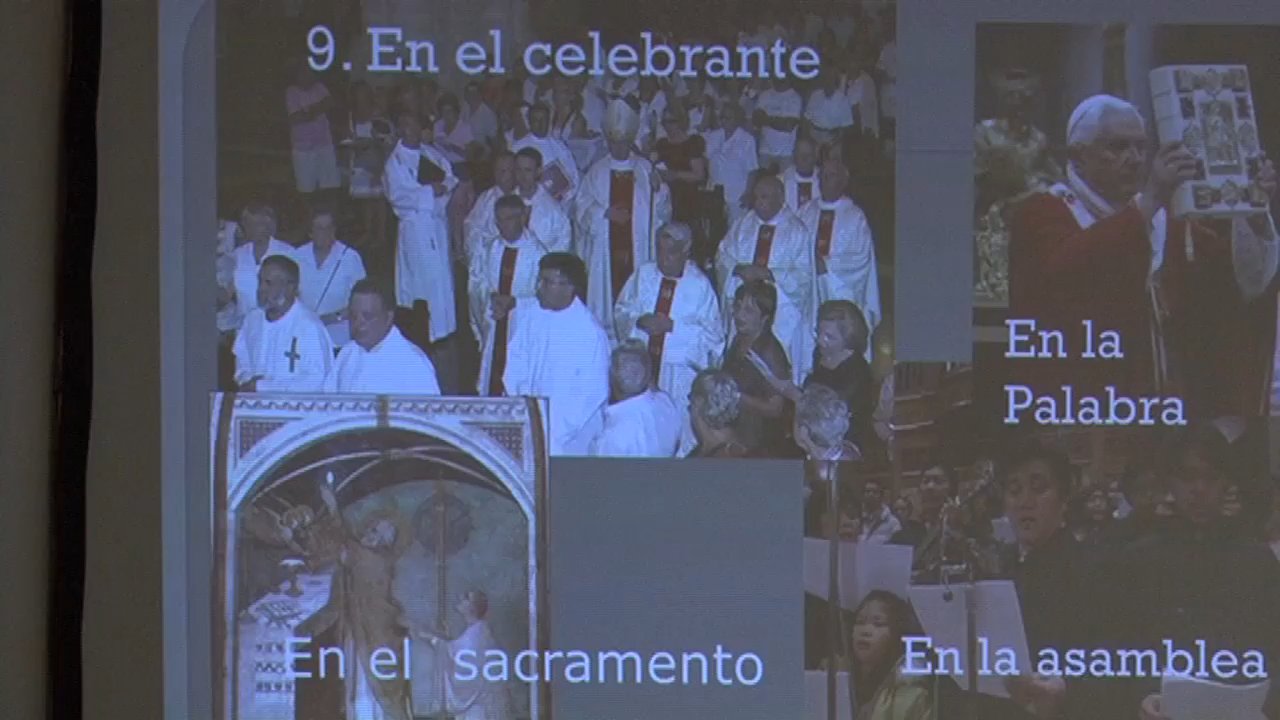 9. En el celebrante
En la
Palabra
En el sacramento
En la asamblea